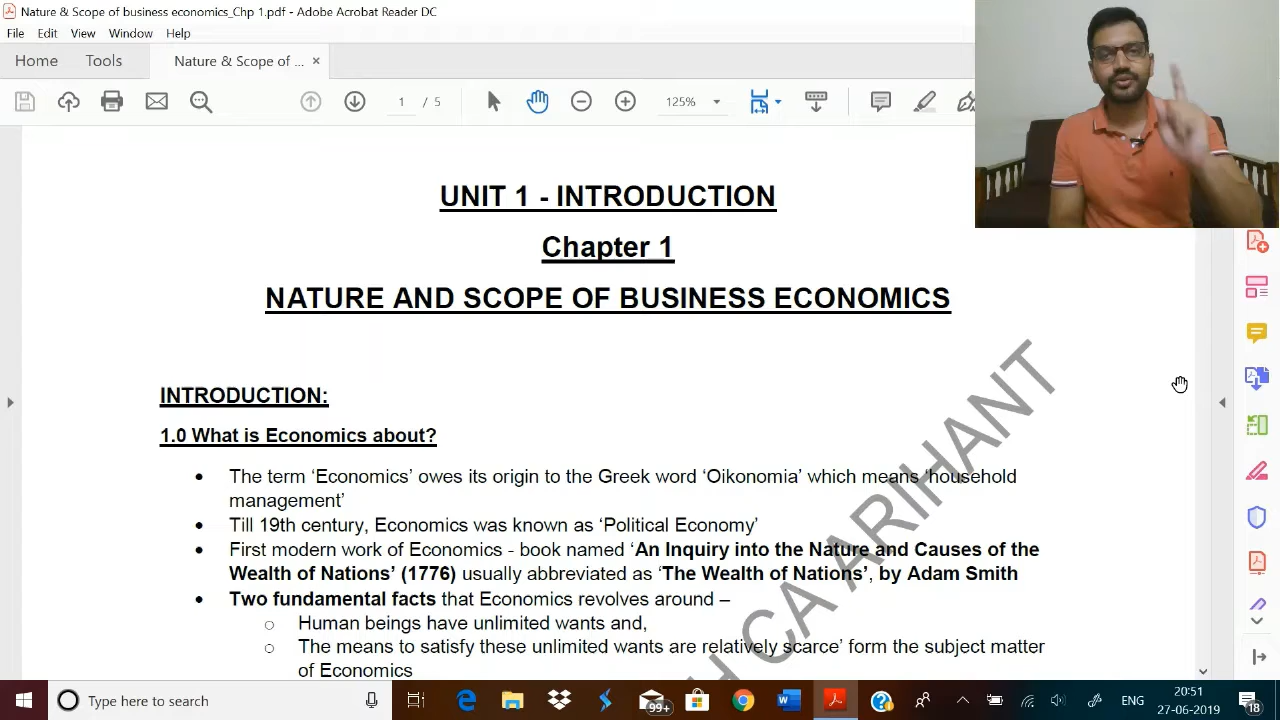 Nature & Scope of business economics_Chp 1.pdf - Adobe Acrobat Reader DC
File Edit View Window Help
Home Tools Nature & Scope of ... ×
1 / 5 125%
UNIT 1 - INTRODUCTION
Chapter 1
NATURE AND SCOPE OF BUSINESS ECONOMICS
INTRODUCTION:
1.0 What is Economics about?
• The term ‘Economics’ owes its origin to the Greek word ‘Oikonomia’ which means ‘household
management’
• Till 19th century, Economics was known as ‘Political Economy’
• First modern work of Economics - book named ‘An Inquiry into the Nature and Causes of the
Wealth of Nations’ (1776) usually abbreviated as ‘The Wealth of Nations’, by Adam Smith
• Two fundamental facts that Economics revolves around –
○ Human beings have unlimited wants and,
○ The means to satisfy these unlimited wants are relatively scarce’ form the subject matter
of Economics
H CA ARIHANT
Type here to search
99+
W
ENG
20:51
27-06-2019
18